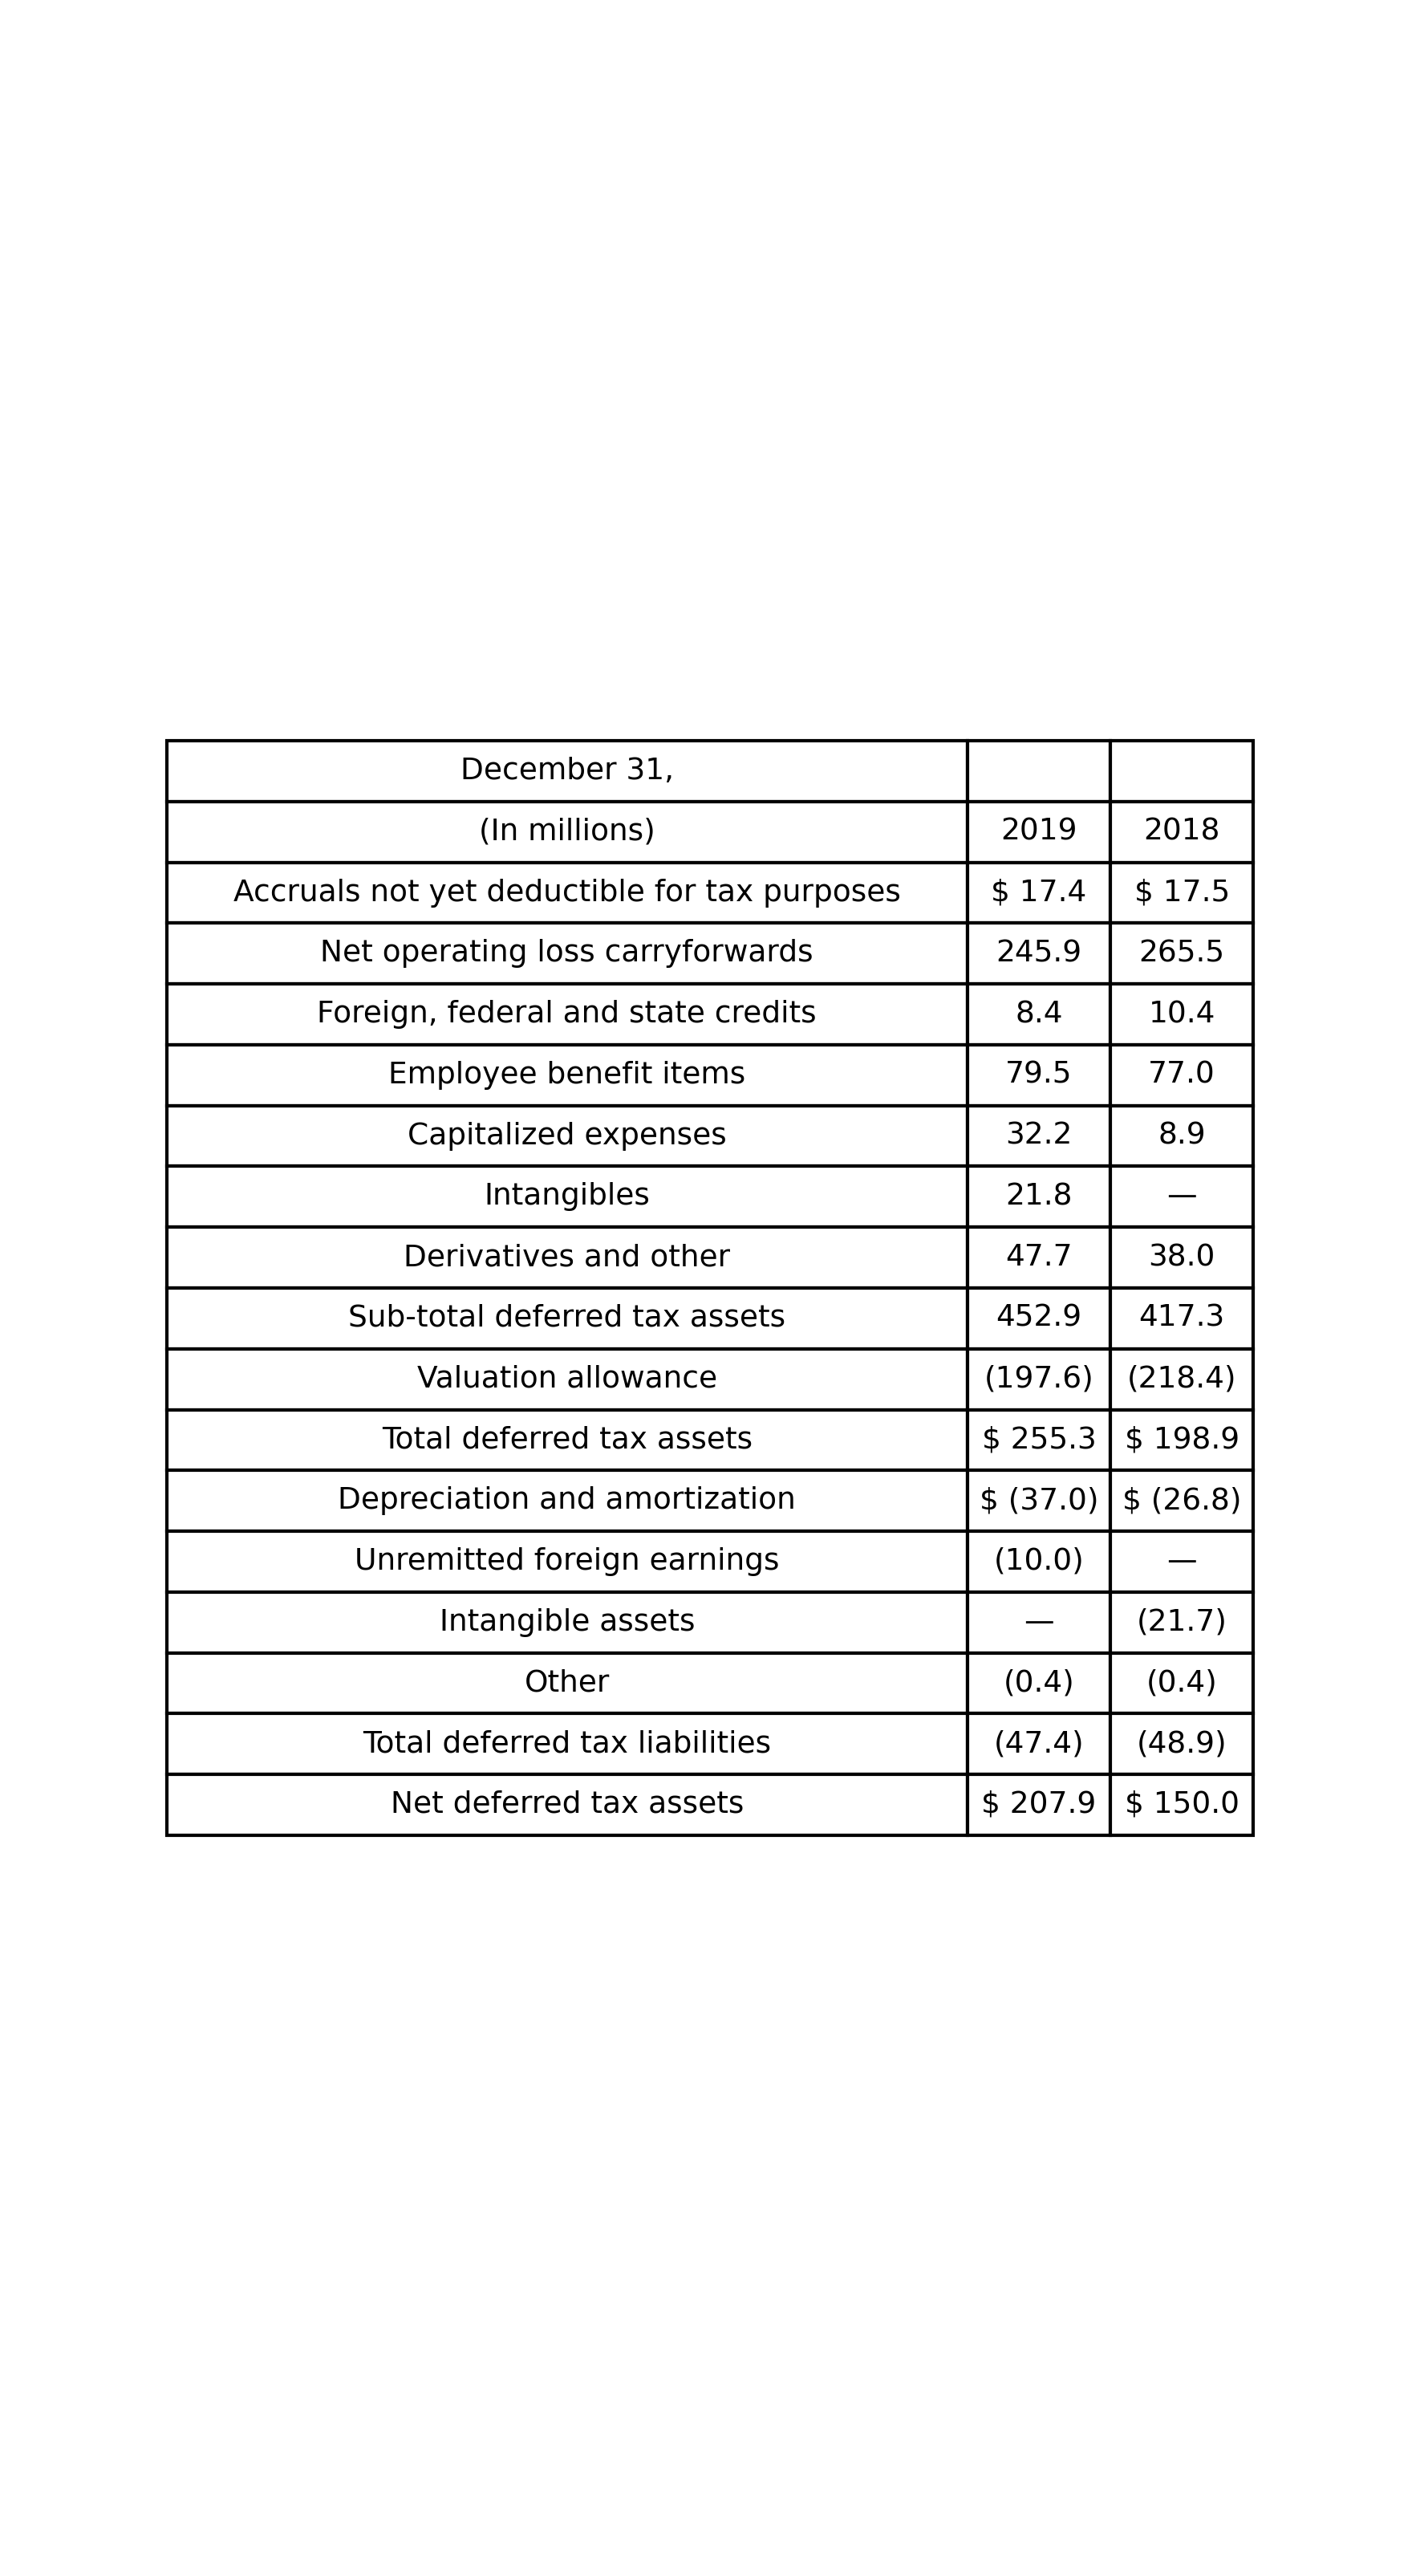 December 31,
(In millions) 2019 2018
Accruals not yet deductible for tax purposes $ 17.4 $ 17.5
Net operating loss carryforwards 245.9 265.5
Foreign, federal and state credits 8.4 10.4
Employee benefit items 79.5 77.0
Capitalized expenses 32.2 8.9
Intangibles 21.8 —
Derivatives and other 47.7 38.0
Sub-total deferred tax assets 452.9 417.3
Valuation allowance (197.6) (218.4)
Total deferred tax assets $ 255.3 $ 198.9
Depreciation and amortization $ (37.0) $ (26.8)
Unremitted foreign earnings (10.0) —
Intangible assets — (21.7)
Other (0.4) (0.4)
Total deferred tax liabilities (47.4) (48.9)
Net deferred tax assets $ 207.9 $ 150.0